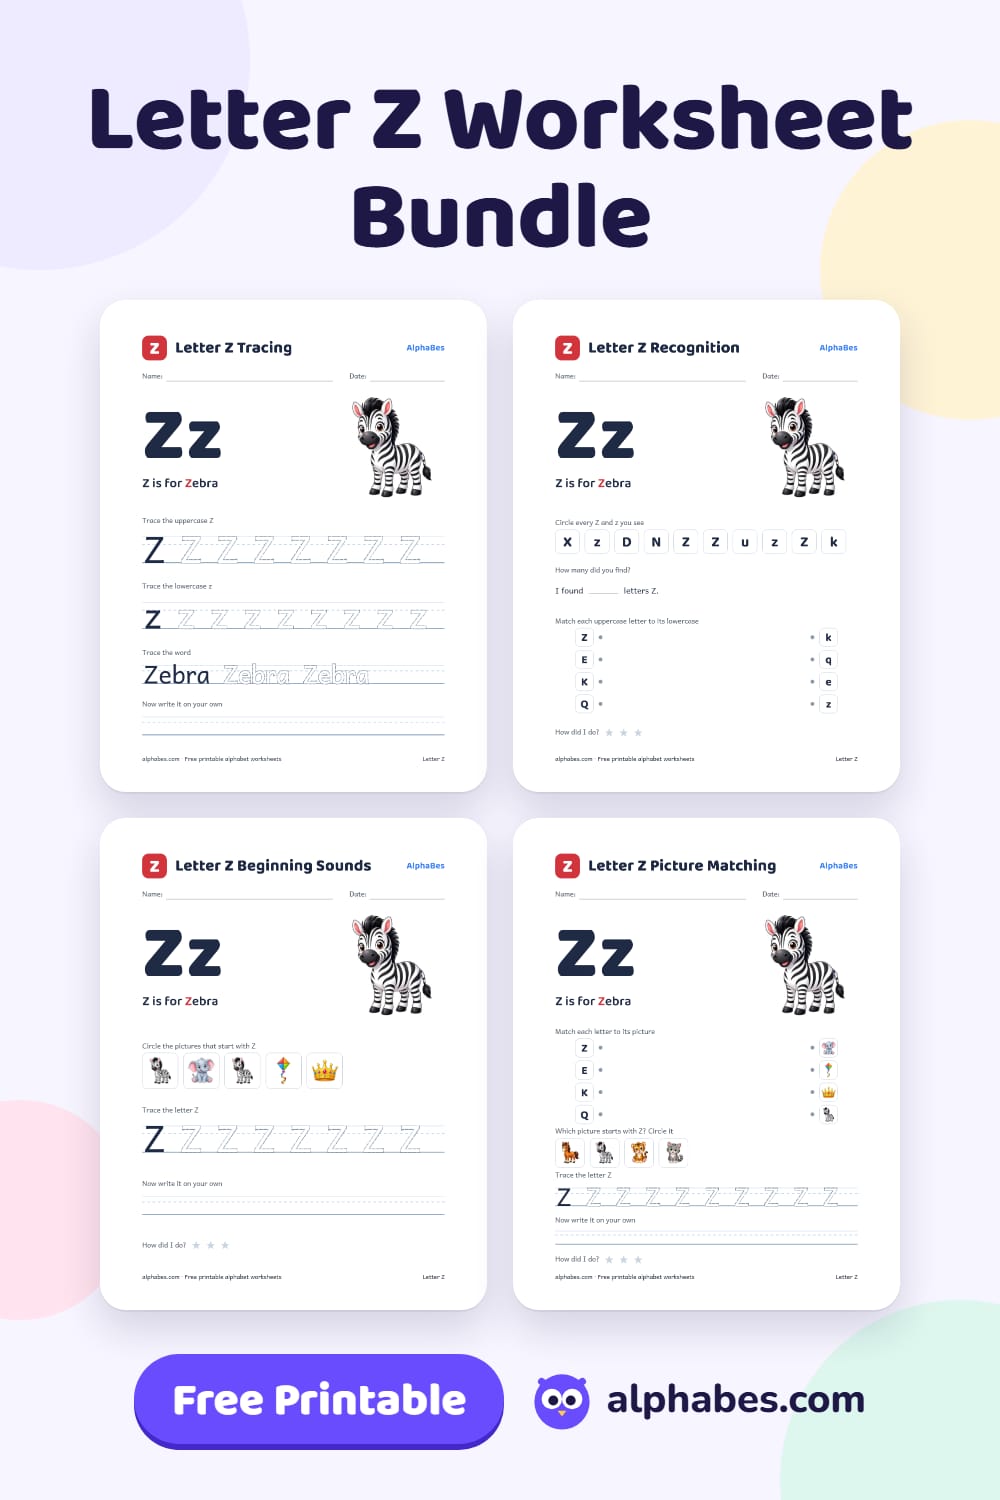 Letter Z Worksheet
Bundle
Z Letter Z Tracing AlphaBes
Name: Date:
Zz
Z is for Zebra
Trace the uppercase Z
Z Z Z Z Z Z Z Z
Trace the lowercase z
z z z z z z z z z
Trace the word
Zebra Zebra Zebra
Now write it on your own
alphabes.com Free printable alphabet worksheets Letter Z
Z Letter Z Recognition AlphaBes
Name: Date:
Zz
Z is for Zebra
Circle every Z and z you see
X z D N Z Z u z Z k
How many did you find?
I found ____ letters Z.
Match each uppercase letter to its lowercase
Z k
E q
K e
Q z
How did I do? ★ ★ ★
alphabes.com Free printable alphabet worksheets Letter Z
Z Letter Z Beginning Sounds AlphaBes
Name: Date:
Zz
Z is for Zebra
Circle the pictures that start with Z
Trace the letter Z
Z Z Z Z Z Z Z Z
Now write it on your own
How did I do? ★ ★ ★
alphabes.com Free printable alphabet worksheets Letter Z
Z Letter Z Picture Matching AlphaBes
Name: Date:
Zz
Z is for Zebra
Match each letter to its picture
Z
E
K
Q
Which picture starts with Z? Circle it
Trace the letter Z
Z Z Z Z Z Z Z Z Z Z
Now write it on your own
How did I do? ★ ★ ★
alphabes.com Free printable alphabet worksheets Letter Z
Free Printable
alphabes.com